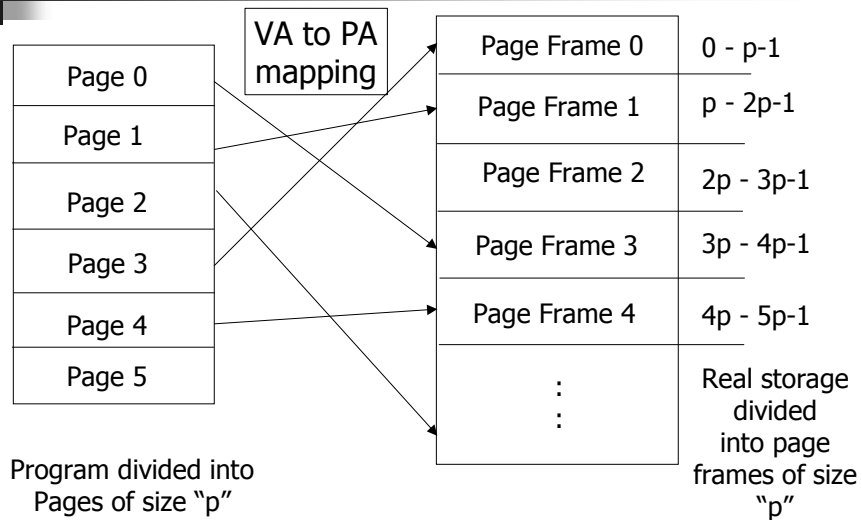 VA to PA
mapping
Page 0
Page 1
Page 2
Page 3
Page 4
Page 5
Program divided into
Pages of size “p”
Page Frame 0
0 - p-1
Page Frame 1
p - 2p-1
Page Frame 2
2p - 3p-1
Page Frame 3
3p - 4p-1
Page Frame 4
4p - 5p-1
:
:
Real storage
divided
into page
frames of size
“p”